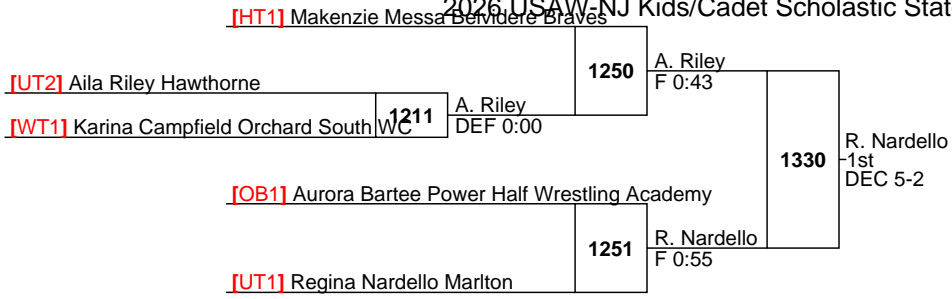 2026 USAW-NJ Kids/Cadet Scholastic Stat
[HT1] Makenzie Messa Belvidere Braves
1250
A. Riley
F 0:43
[UT2] Aila Riley Hawthorne
1211
A. Riley
DEF 0:00
[WT1] Karina Campfield Orchard South WC
1330
R. Nardello
1st
DEC 5-2
[OB1] Aurora Bartee Power Half Wrestling Academy
1251
R. Nardello
F 0:55
[UT1] Regina Nardello Marlton